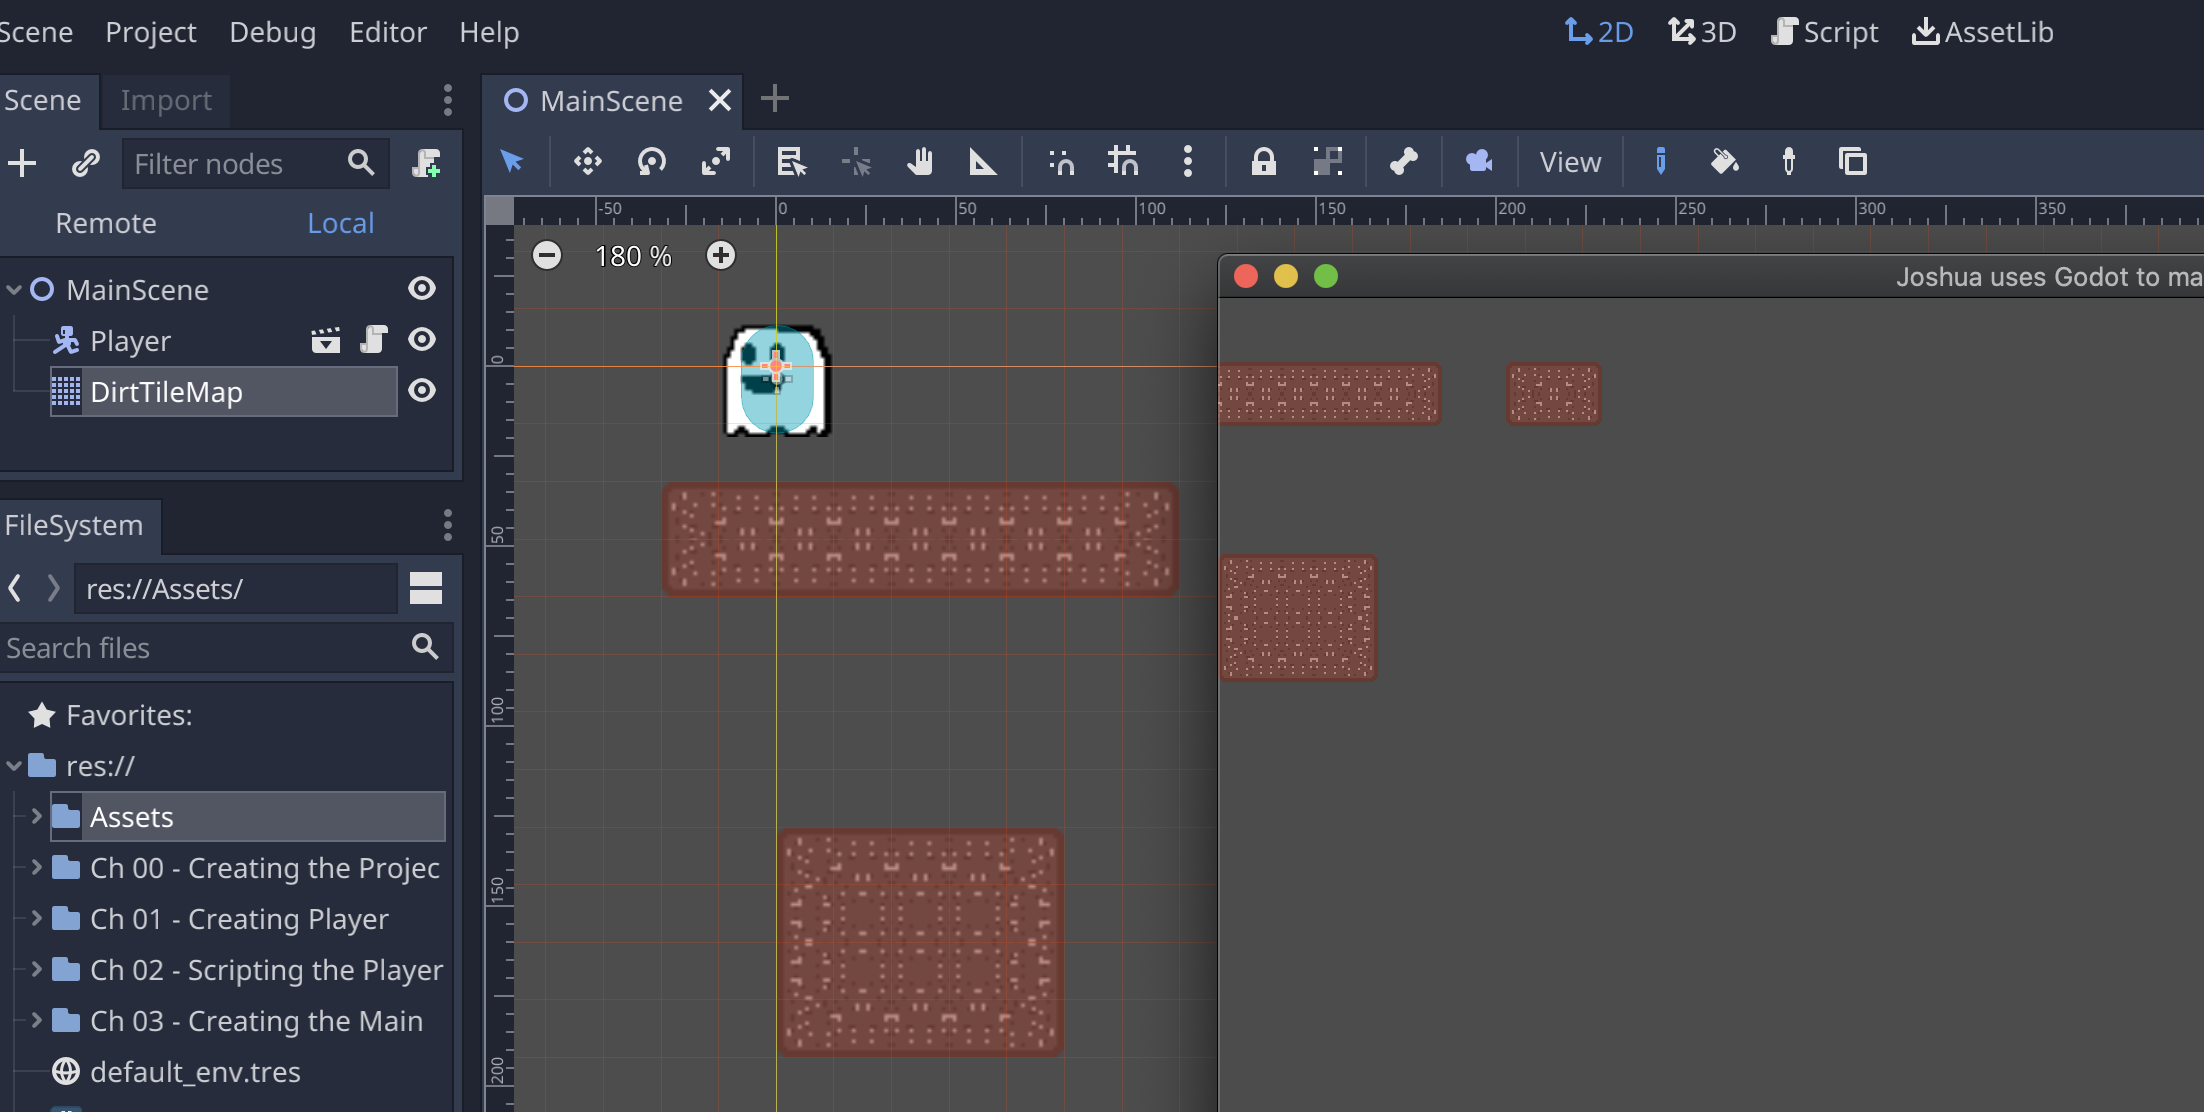 Scene Project Debug Editor Help 2D 3D Script AssetLib
Scene Import
MainScene
Filter nodes
View
Remote Local
-50 0 50 100 150 200 250 300 350
180 %
MainScene
Player
DirtTileMap
0
50
100
150
200
Joshua uses Godot to ma
FileSystem
res://Assets/
Search files
Favorites:
res://
Assets
Ch 00 - Creating the Projec
Ch 01 - Creating Player
Ch 02 - Scripting the Player
Ch 03 - Creating the Main
default_env.tres